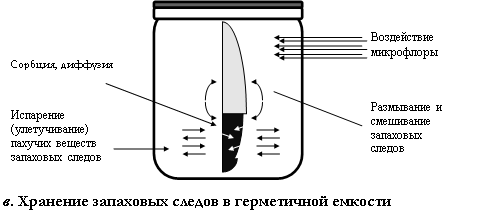 Воздействие
микрофлоры
Сорбция, диффузия
Испарение
(улетучивание)
пахучих веществ
запаховых следов
Размывание и
смешивание
запаховых
следов
в. Хранение запаховых следов в герметичной емкости